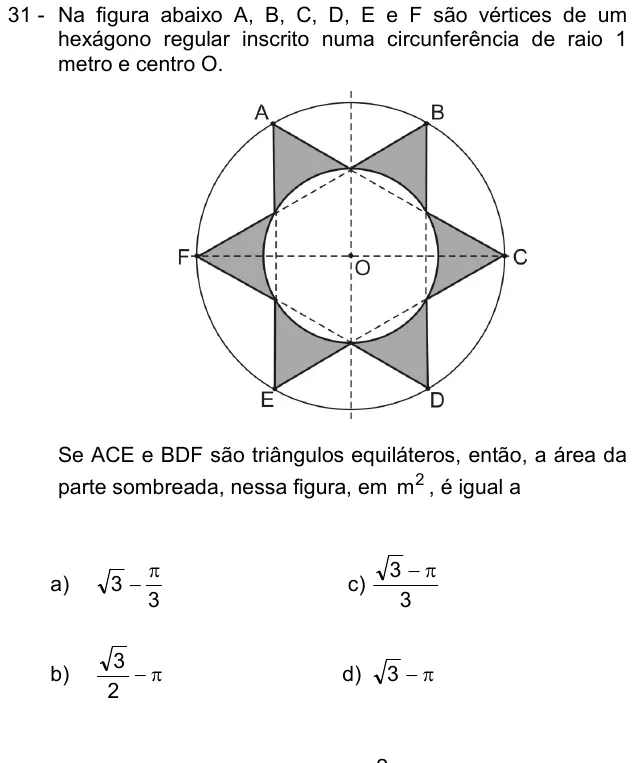 31 - Na figura abaixo A, B, C, D, E e F são vértices de um
hexágono regular inscrito numa circunferência de raio 1
metro e centro O.
A
B
F
O
C
E
D
Se ACE e BDF são triângulos equiláteros, então, a área da
parte sombreada, nessa figura, em m², é igual a
a) √3 − π/3
c) (√3 − π)/3
b) √3/2 − π
d) √3 − π